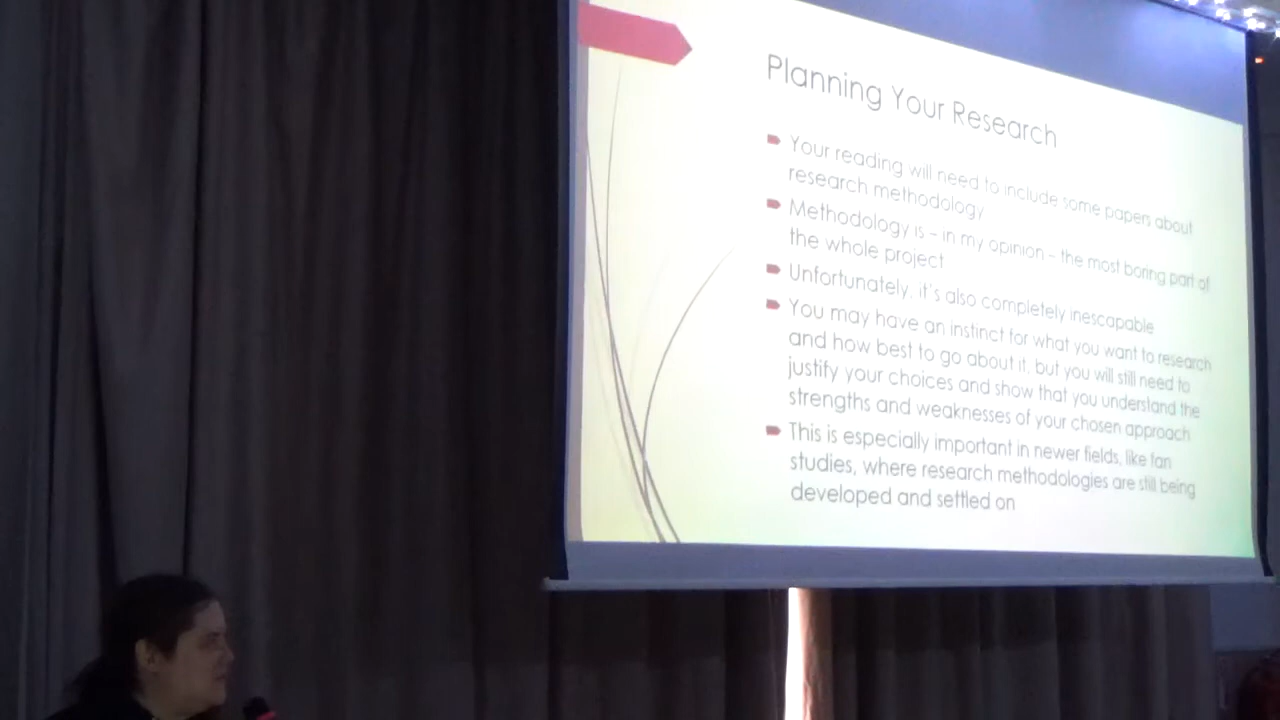 Planning Your Research
Your reading will need to include some papers about
research methodology
Methodology is – in my opinion – the most boring part of
the whole project
Unfortunately, it's also completely inescapable
You may have an instinct for what you want to research
and how best to go about it, but you will still need to
justify your choices and show that you understand the
strengths and weaknesses of your chosen approach
This is especially important in newer fields, like fan
studies, where research methodologies are still being
developed and settled on